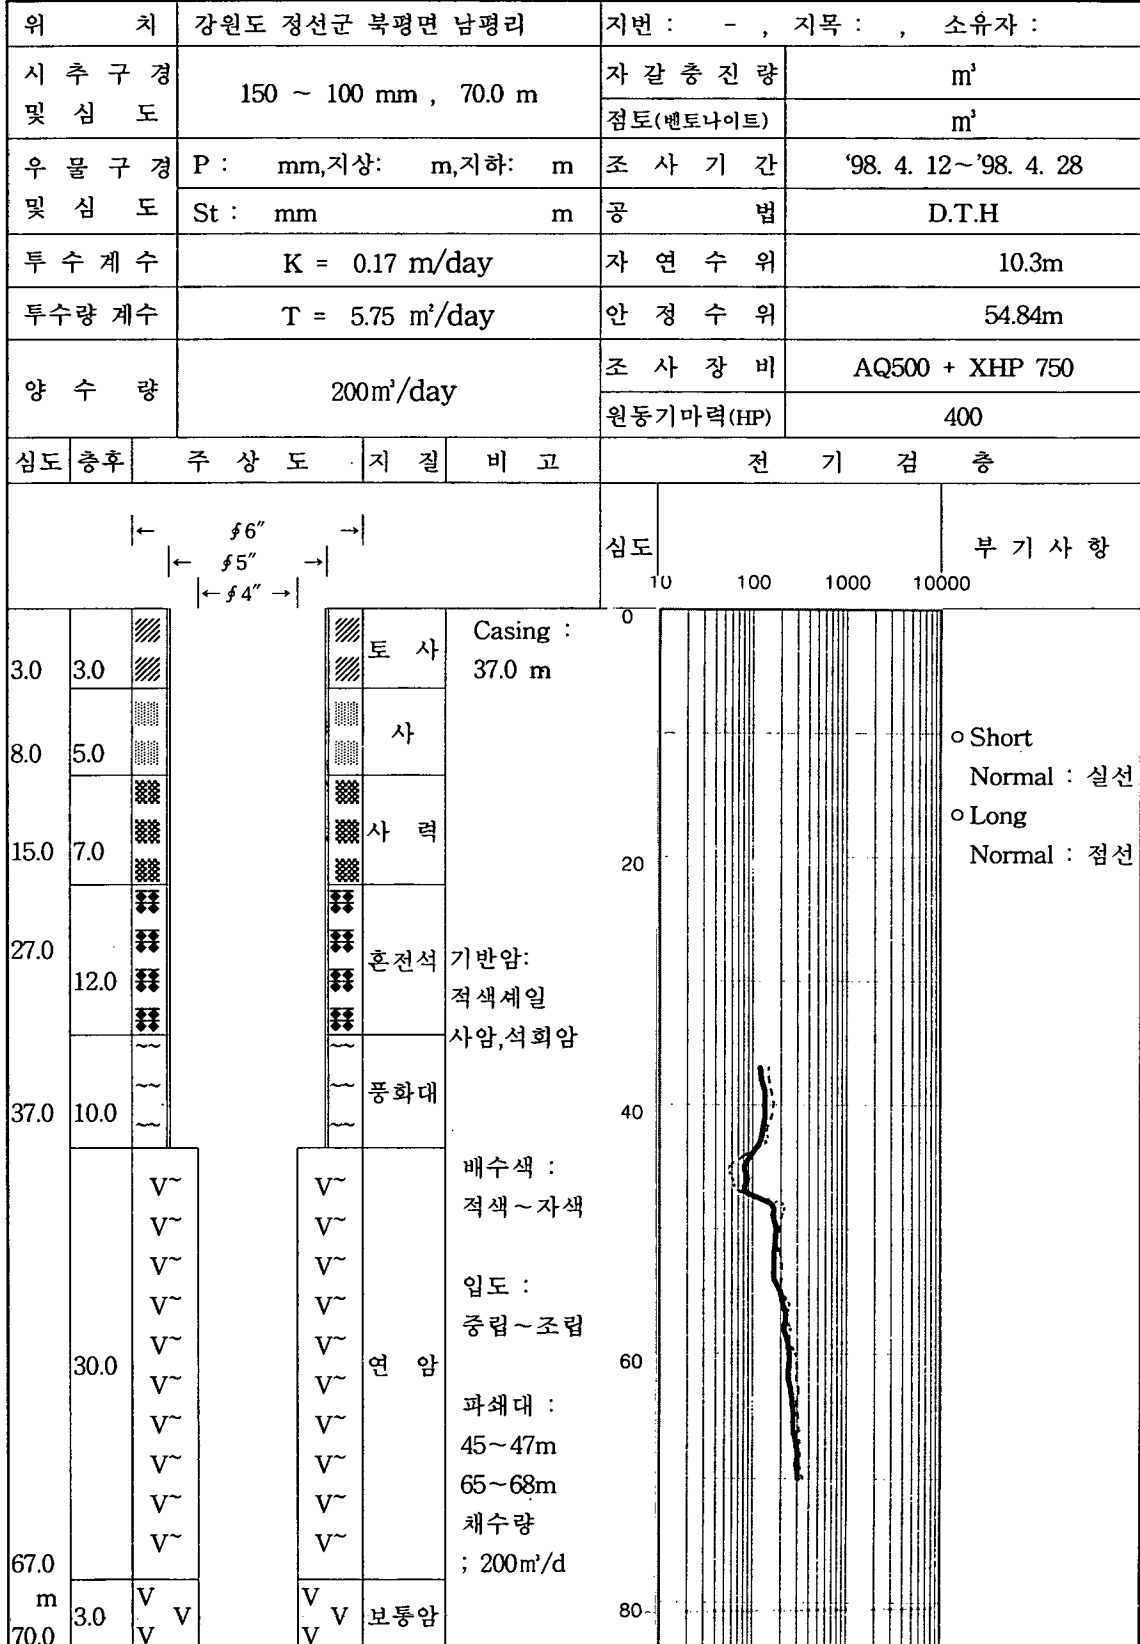 위 치 강원도 정선군 북평면 남평리 지번 : - , 지목 : , 소유자 :
시 추 구 경 및 심 도 150 ~ 100 mm , 70.0 m 자 갈 충 진 량 m³
점토(벤토나이트) m³
우 물 구 경 및 심 도 P : mm,지상: m,지하: m 조 사 기 간 '98. 4. 12~'98. 4. 28
St : mm m 공 법 D.T.H
투 수 계 수 K = 0.17 m/day 자 연 수 위 10.3m
투수량 계수 T = 5.75 m²/day 안 정 수 위 54.84m
양 수 량 200m³/day 조 사 장 비 AQ500 + XHP 750
원동기마력(HP) 400
심도 층후 주 상 도 지 질 비 고 전 기 검 층
|← ∮6″ →|
|← ∮5″ →|
|← ∮4″ →|
심도 10 100 1000 10000 부 기 사 항
3.0 3.0 토 사 Casing :
37.0 m
8.0 5.0 사
15.0 7.0 사 력
27.0 12.0 혼전석 기반암:
적색셰일
사암,석회암
37.0 10.0 풍화대
V~ V~ 배수색 :
V~ V~ 적색~자색
V~ V~
V~ V~ 입도 :
V~ V~ 중립~조립
30.0 V~ V~ 연 암
V~ V~ 파쇄대 :
V~ V~ 45~47m
V~ V~ 65~68m
V~ V~ 채수량
67.0 ; 200m³/d
m
70.0 3.0 V V V V V V 보통암
0
20
40
60
80
○ Short
Normal : 실선
○ Long
Normal : 점선